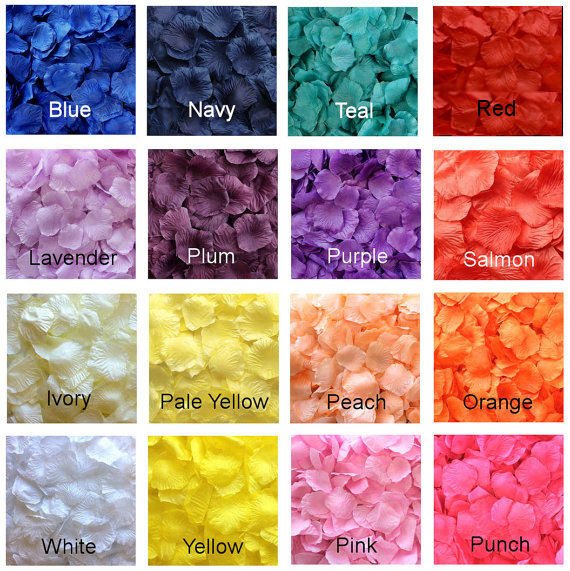 Blue
Navy
Teal
Red
Lavender
Plum
Purple
Salmon
Ivory
Pale Yellow
Peach
Orange
White
Yellow
Pink
Punch